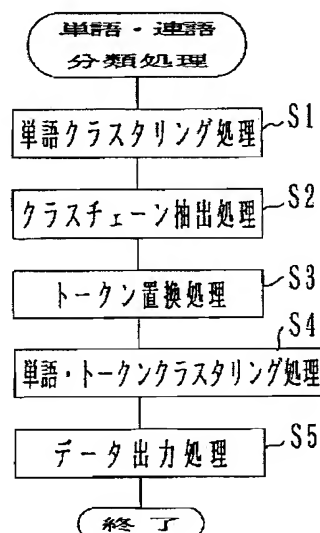 単語・連語
分類処理
単語クラスタリング処理
S1
クラスチェーン抽出処理
S2
トークン置換処理
S3
単語・トークンクラスタリング処理
S4
データ出力処理
S5
終了